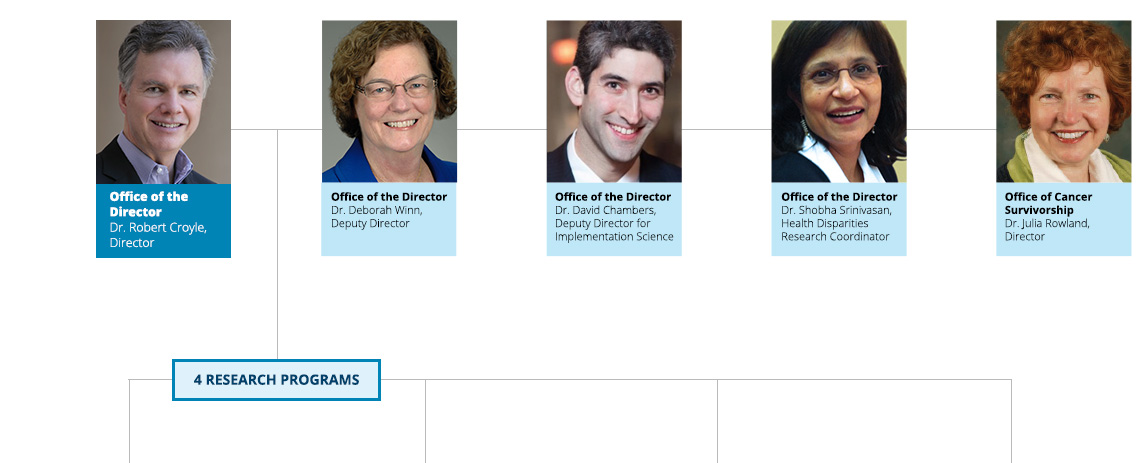 Office of the
Director
Dr. Robert Croyle,
Director
Office of the Director
Dr. Deborah Winn,
Deputy Director
Office of the Director
Dr. David Chambers,
Deputy Director for
Implementation Science
Office of the Director
Dr. Shobha Srinivasan,
Health Disparities
Research Coordinator
Office of Cancer
Survivorship
Dr. Julia Rowland,
Director
4 RESEARCH PROGRAMS